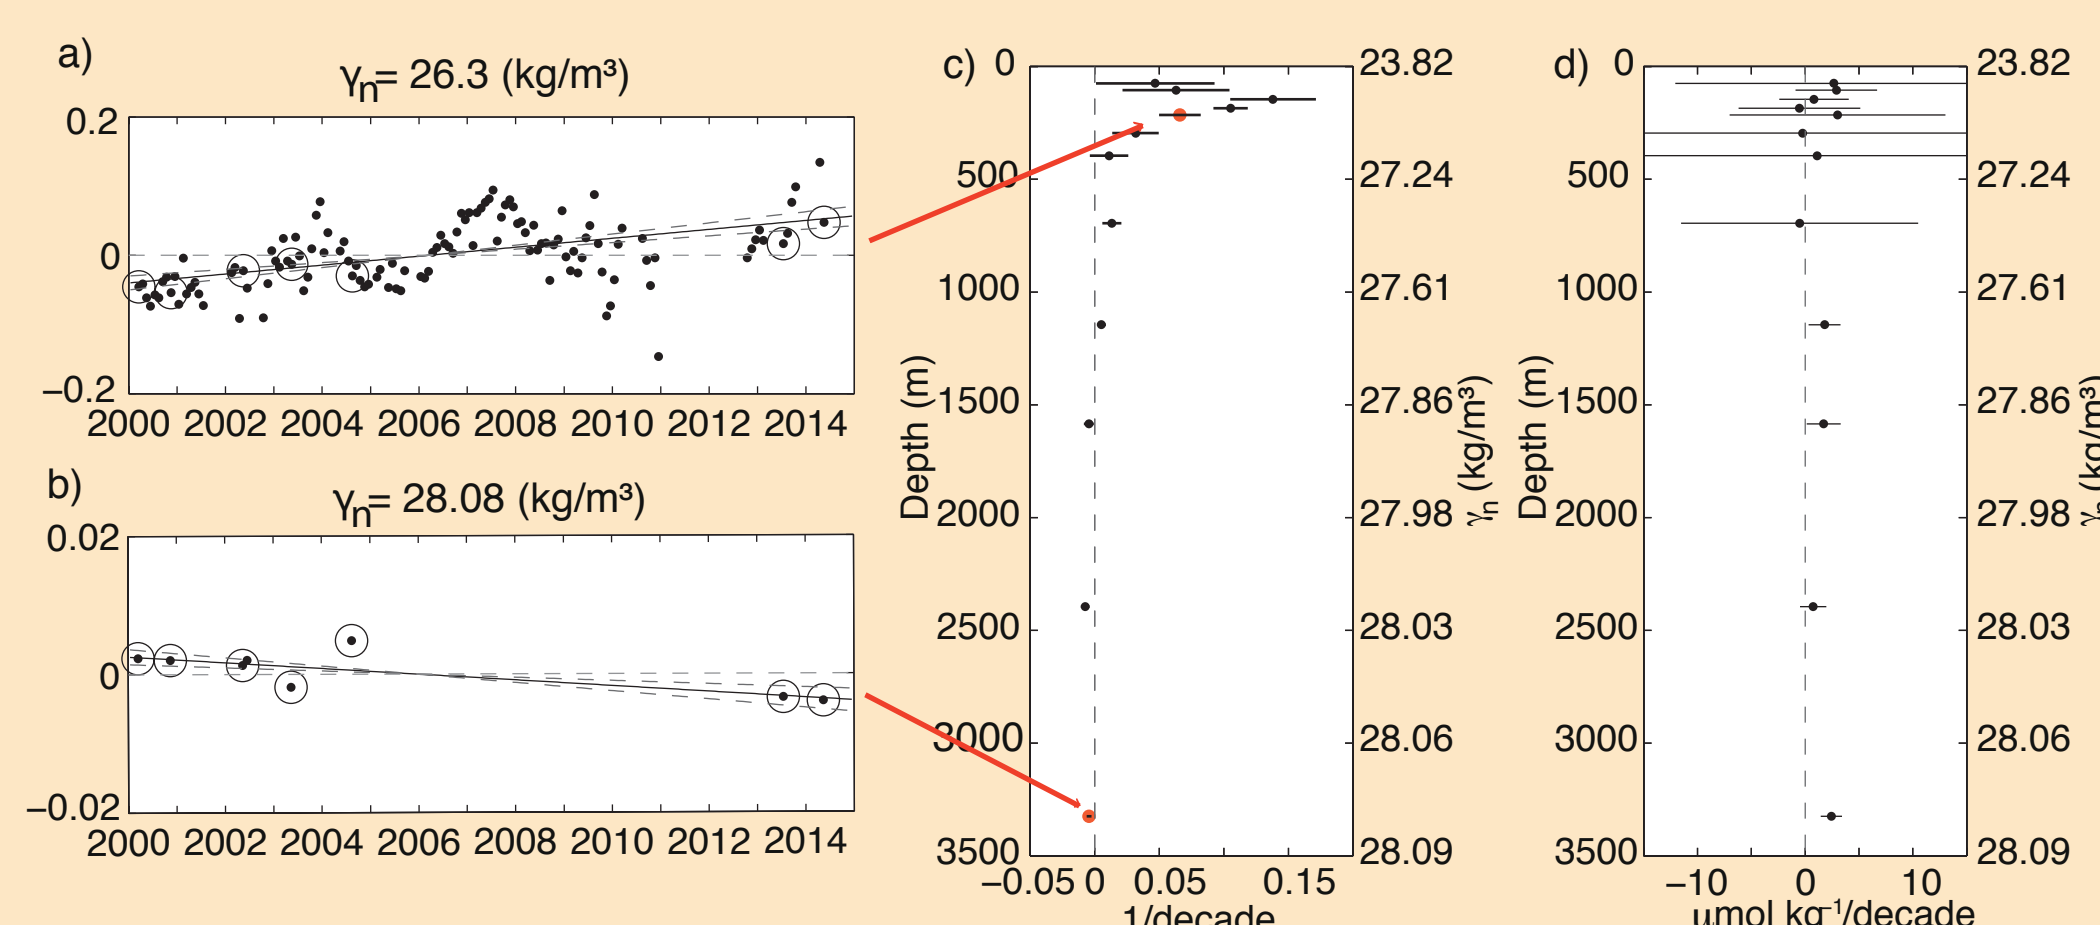 a)
γn= 26.3 (kg/m³)
0.2
0
−0.2
2000 2002 2004 2006 2008 2010 2012 2014
b)
γn= 28.08 (kg/m³)
0.02
0
−0.02
2000 2002 2004 2006 2008 2010 2012 2014
c)
0
500
1000
1500
2000
2500
3000
3500
Depth (m)
23.82
27.24
27.61
27.86
27.98
28.03
28.06
28.09
γn (kg/m³)
−0.05 0 0.05 0.15
1/decade
d)
0
500
1000
1500
2000
2500
3000
3500
Depth (m)
23.82
27.24
27.61
27.86
27.98
28.03
28.06
28.09
γn (kg/m³)
−10 0 10
µmol kg⁻¹/decade